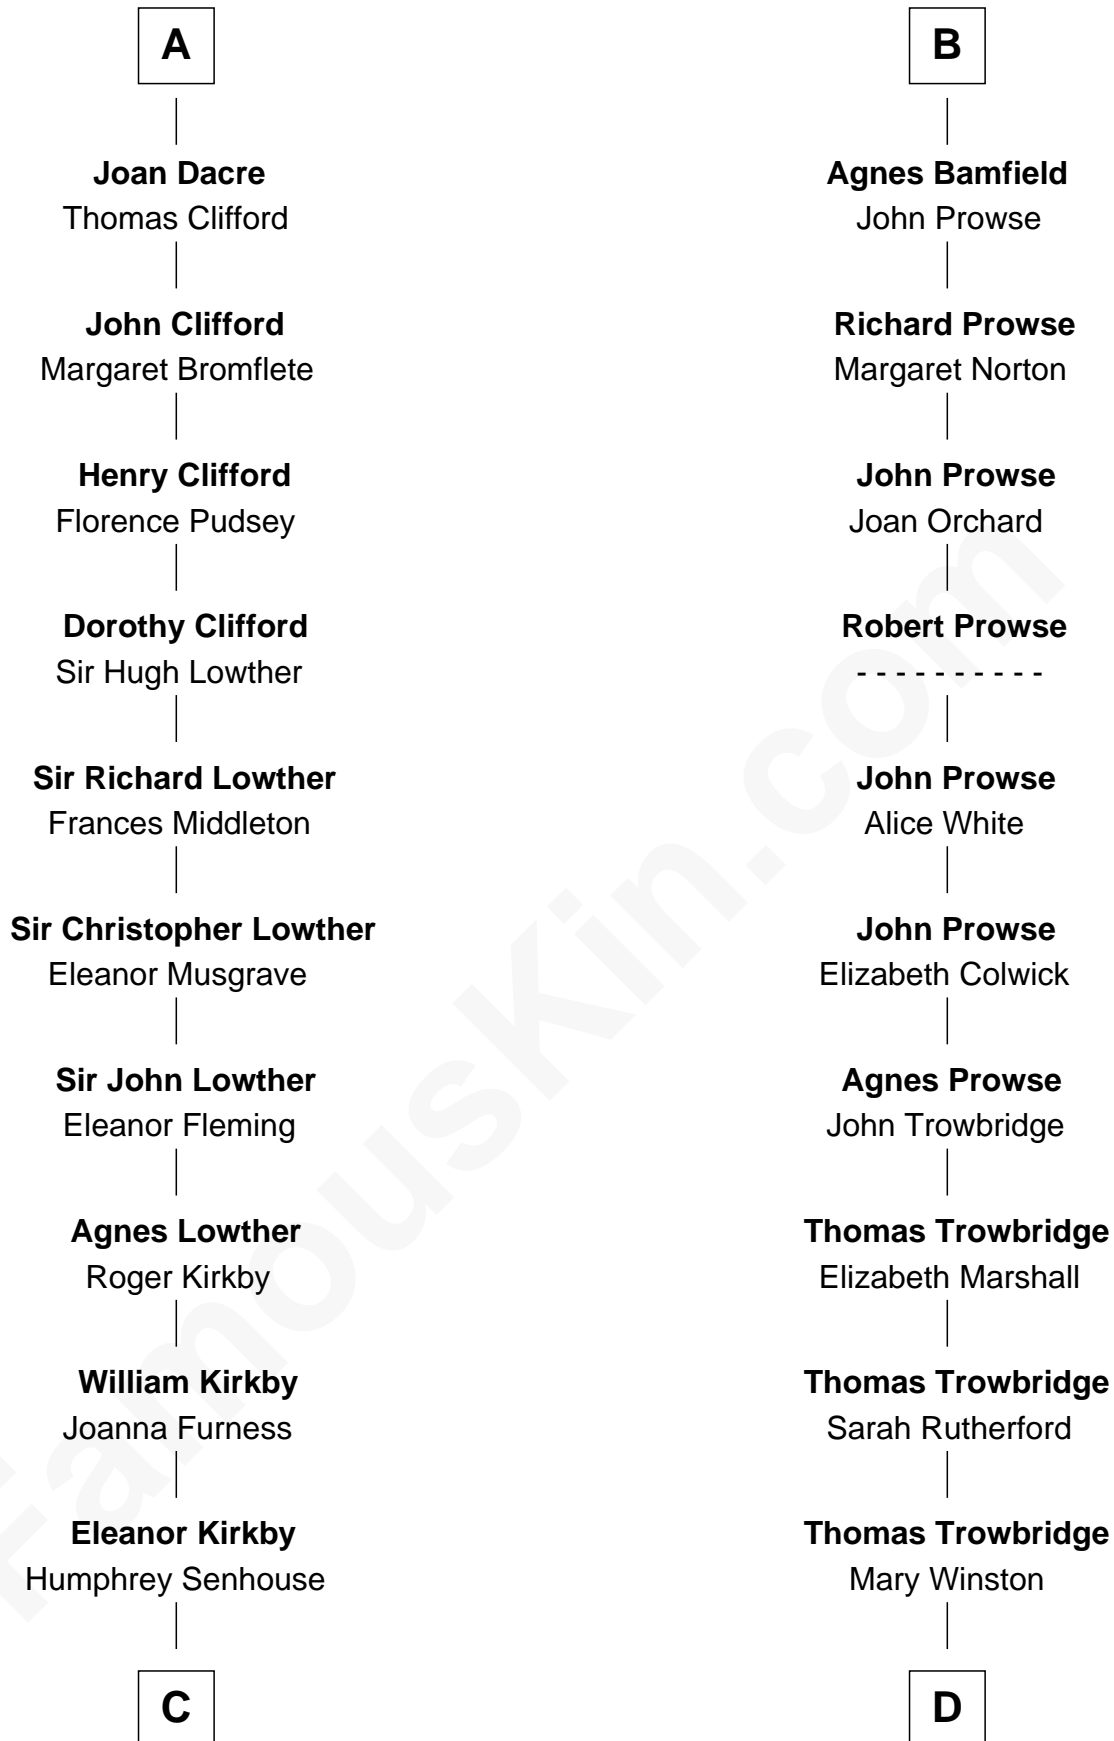 A
Joan Dacre
Thomas Clifford
John Clifford
Margaret Bromflete
Henry Clifford
Florence Pudsey
Dorothy Clifford
Sir Hugh Lowther
Sir Richard Lowther
Frances Middleton
Sir Christopher Lowther
Eleanor Musgrave
Sir John Lowther
Eleanor Fleming
Agnes Lowther
Roger Kirkby
William Kirkby
Joanna Furness
Eleanor Kirkby
Humphrey Senhouse
C
B
Agnes Bamfield
John Prowse
Richard Prowse
Margaret Norton
John Prowse
Joan Orchard
Robert Prowse
- - - - - - - - - -
John Prowse
Alice White
John Prowse
Elizabeth Colwick
Agnes Prowse
John Trowbridge
Thomas Trowbridge
Elizabeth Marshall
Thomas Trowbridge
Sarah Rutherford
Thomas Trowbridge
Mary Winston
D
FamousKin.com